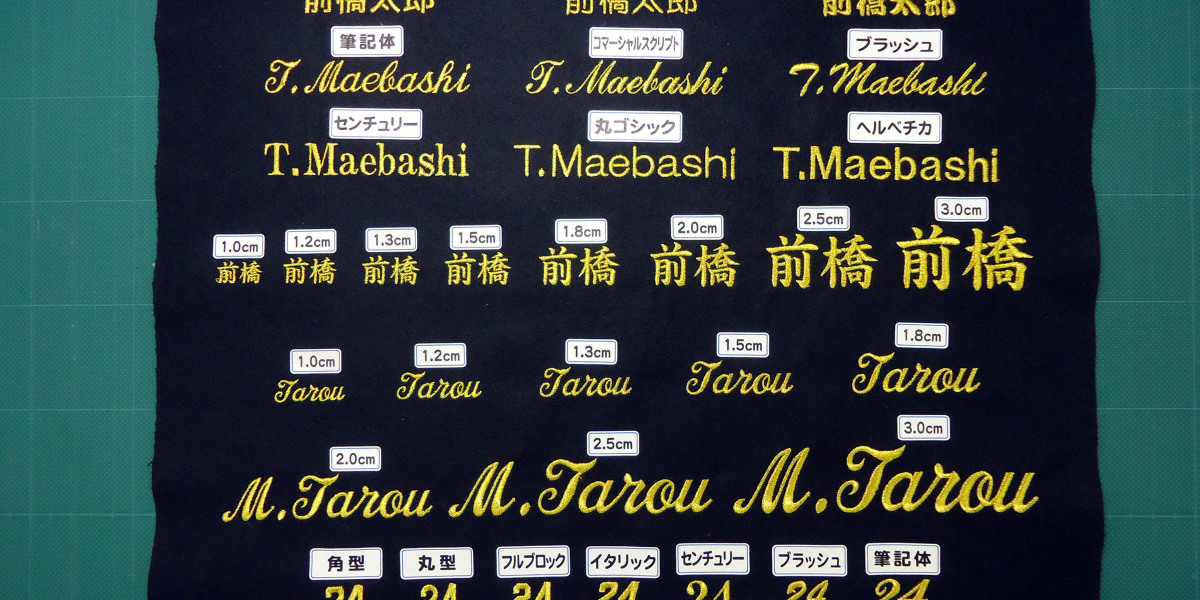 前橋太郎 前橋太郎 前橋太郎
筆記体 コマーシャルスクリプト ブラッシュ
T.Maebashi T.Maebashi T.Maebashi
センチュリー 丸ゴシック ヘルベチカ
T.Maebashi T.Maebashi T.Maebashi
1.0cm 1.2cm 1.3cm 1.5cm 1.8cm 2.0cm 2.5cm 3.0cm
前橋 前橋 前橋 前橋 前橋 前橋 前橋 前橋
1.0cm 1.2cm 1.3cm 1.5cm 1.8cm
Tarou Tarou Tarou Tarou Tarou
2.0cm 2.5cm 3.0cm
M.Tarou M.Tarou M.Tarou
角型 丸型 フルブロック イタリック センチュリー ブラッシュ 筆記体
24 24 24 24 24 24 24